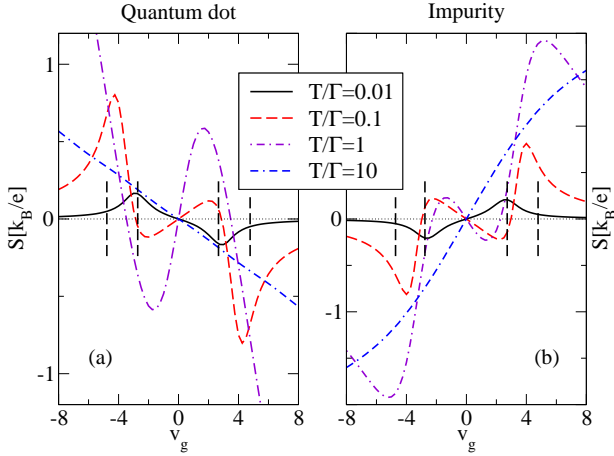 Quantum dot
Impurity
T/Γ=0.01
T/Γ=0.1
T/Γ=1
T/Γ=10
S[k_B/e]
1
0
-1
(a)
-8 -4 0 4 8
v_g
S[k_B/e]
1
0
-1
(b)
-8 -4 0 4 8
v_g